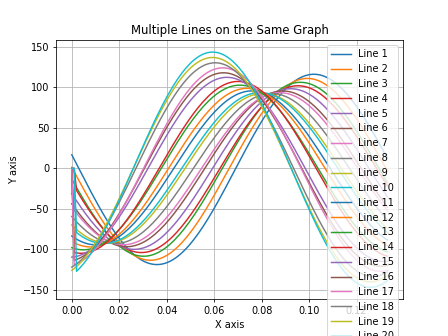 Multiple Lines on the Same Graph
150
100
50
0
−50
−100
−150
Y axis
0.00
0.02
0.04
0.06
0.08
0.10
X axis
Line 1
Line 2
Line 3
Line 4
Line 5
Line 6
Line 7
Line 8
Line 9
Line 10
Line 11
Line 12
Line 13
Line 14
Line 15
Line 16
Line 17
Line 18
Line 19
Line 20